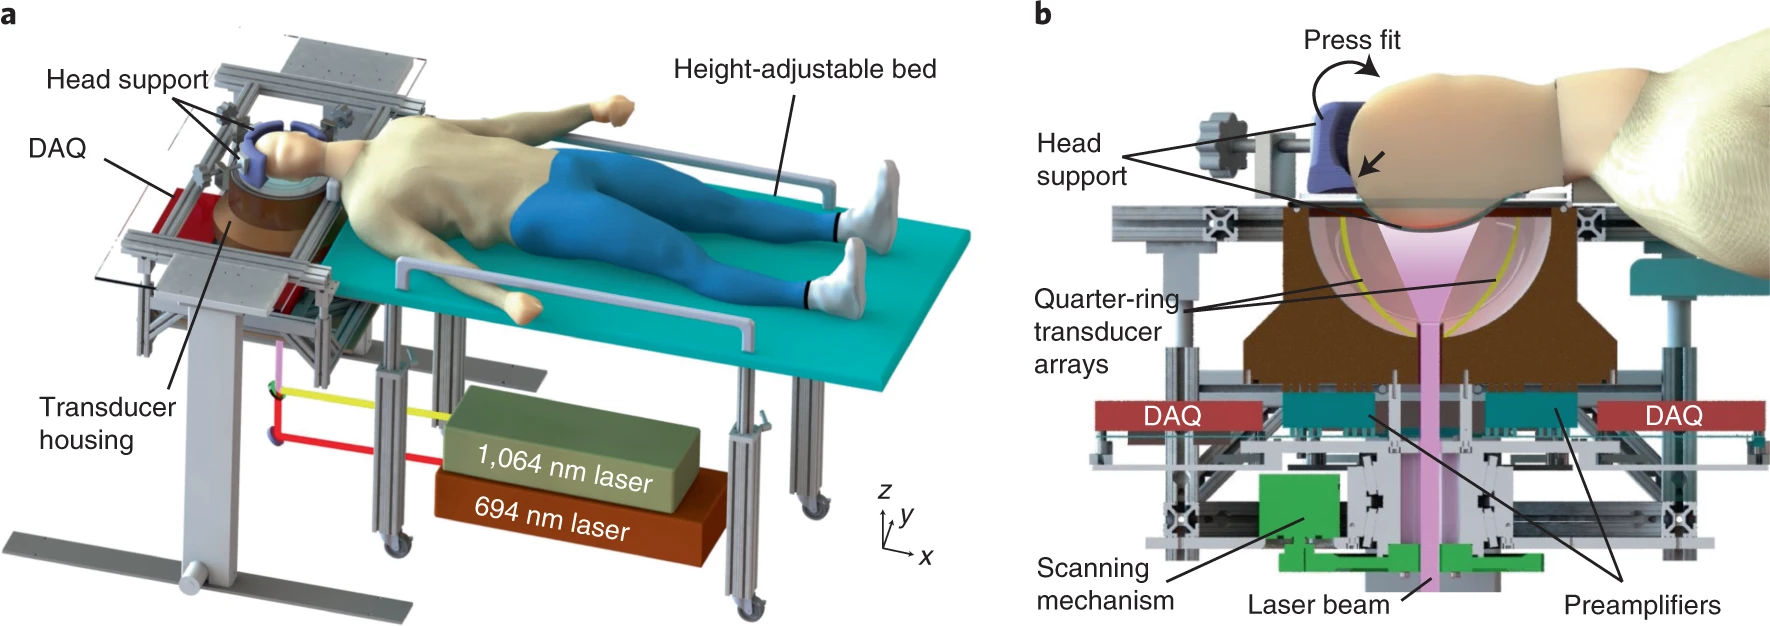 a
Head support
DAQ
Height-adjustable bed
Transducer
housing
1,064 nm laser
694 nm laser
z
y
x
b
Press fit
Head
support
Quarter-ring
transducer
arrays
DAQ
DAQ
Scanning
mechanism
Laser beam
Preamplifiers